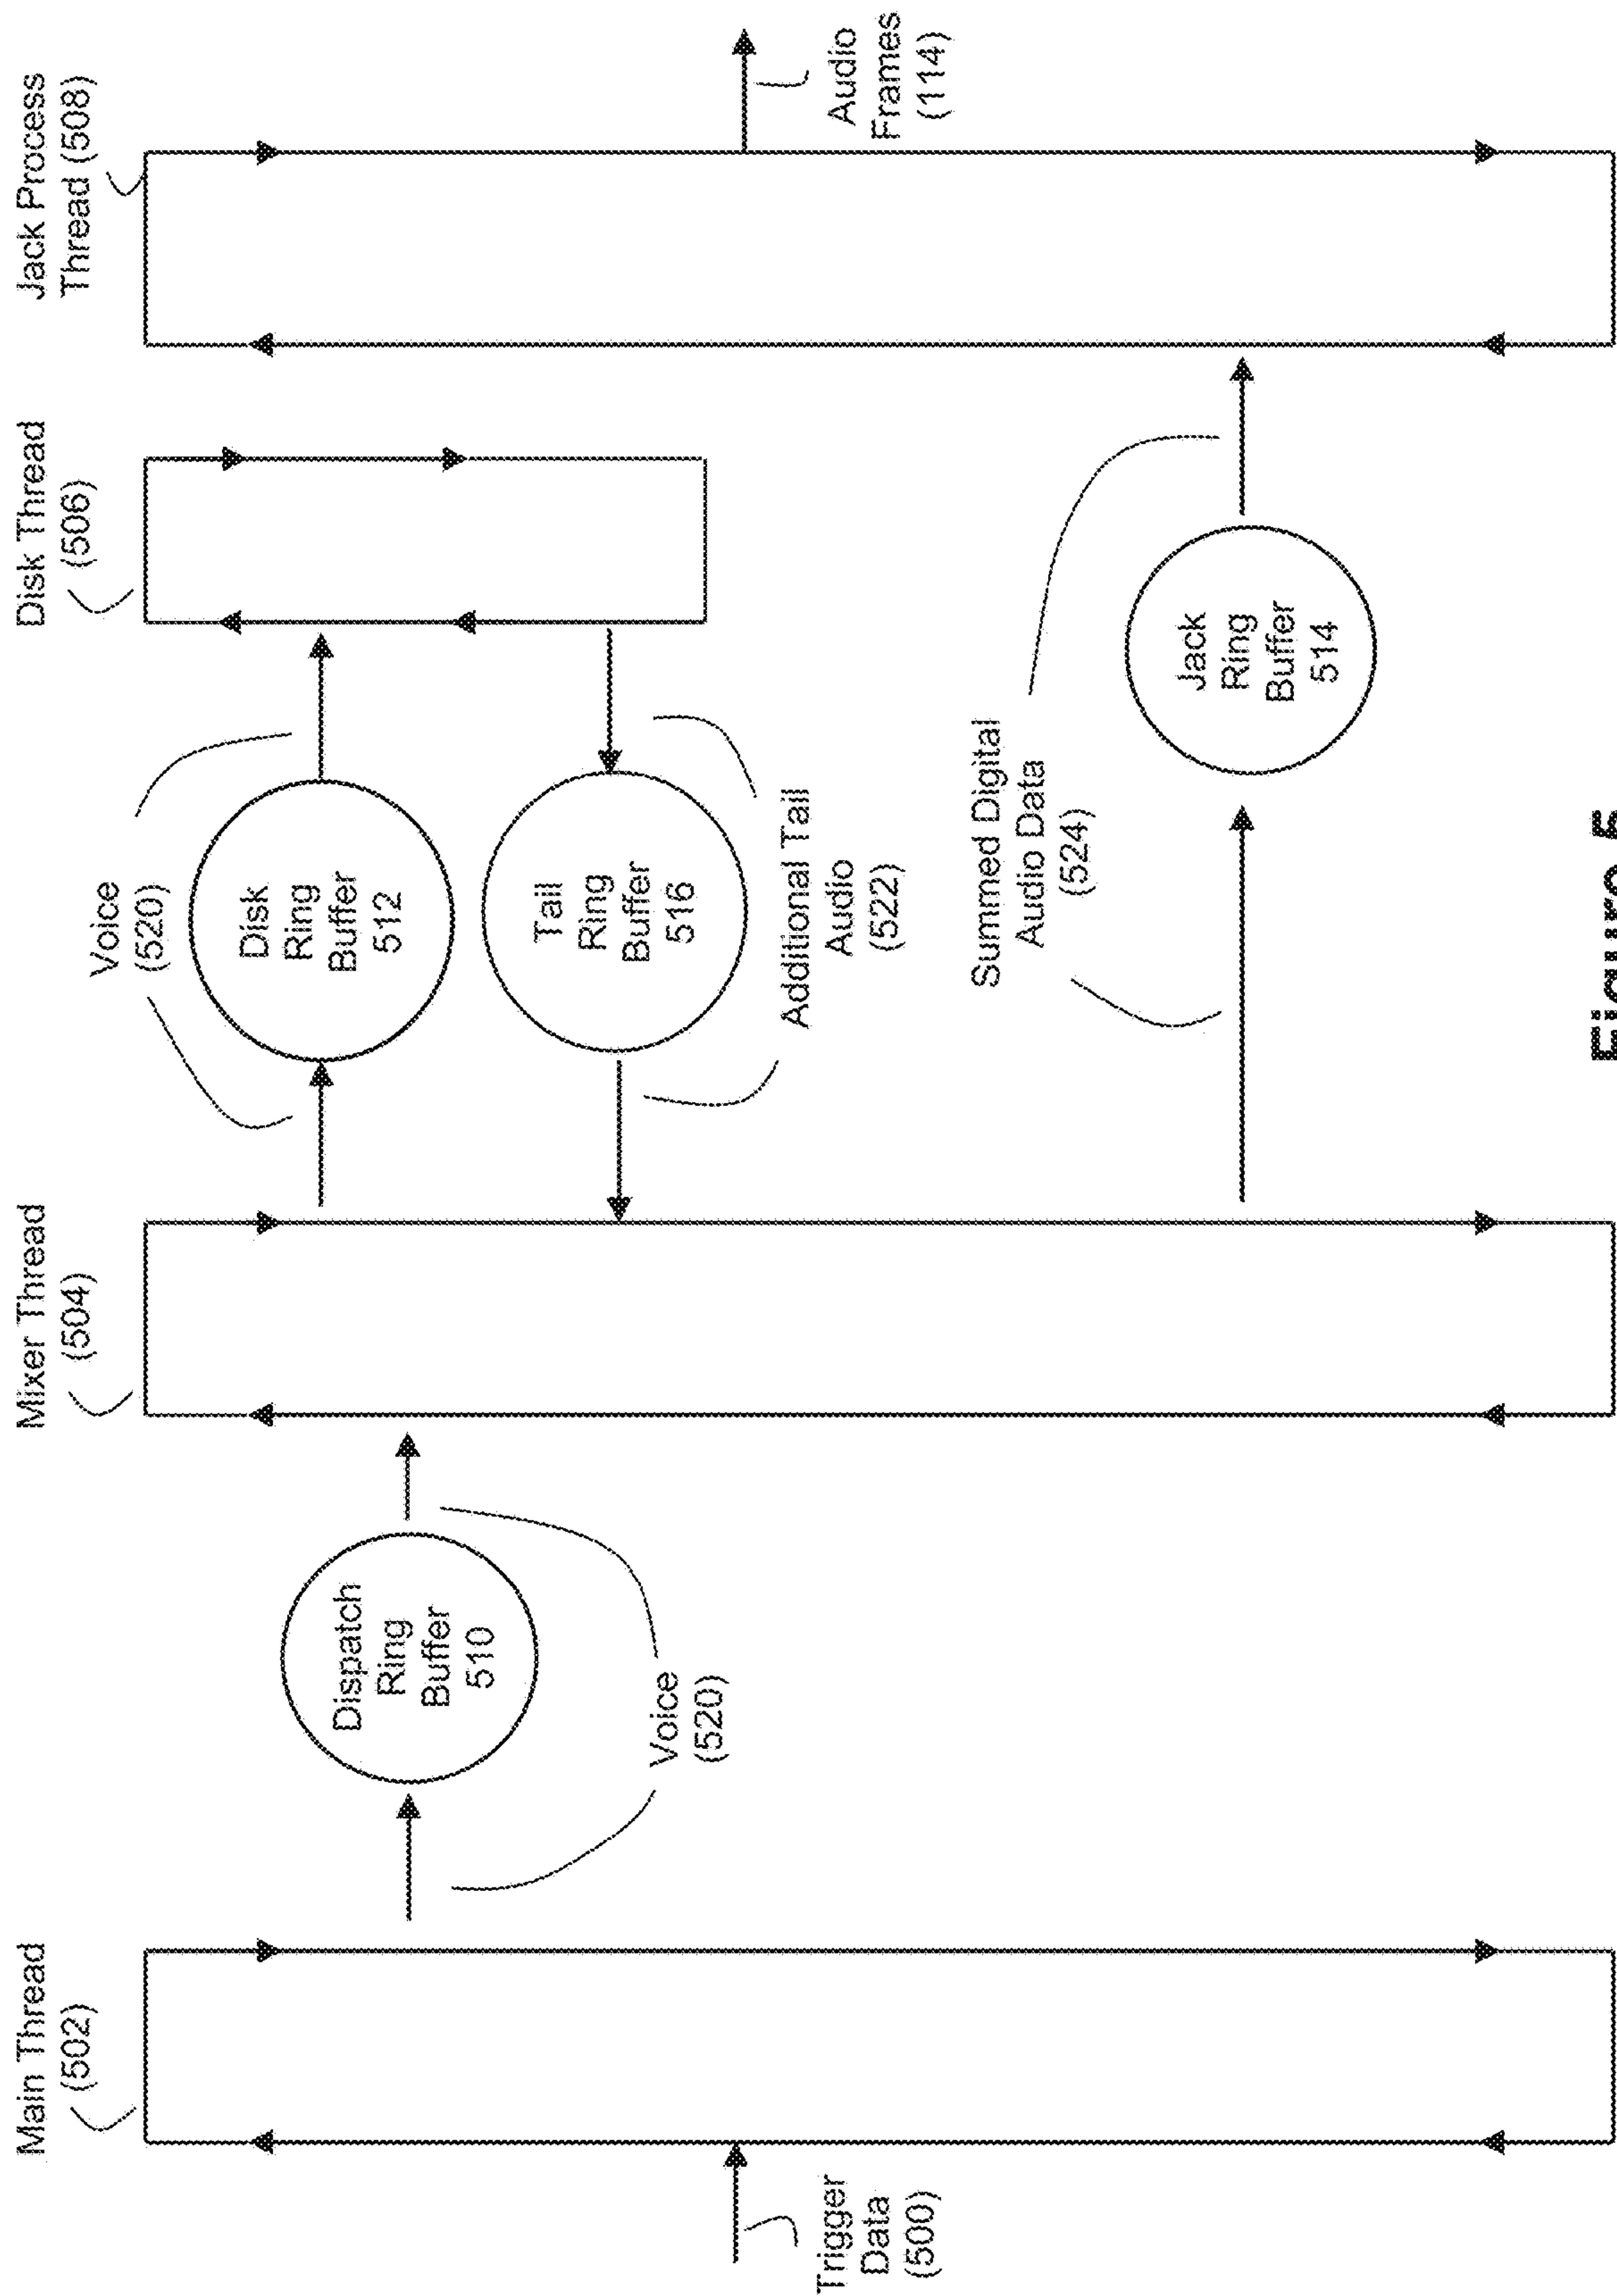 Main Thread
(502)
Mixer Thread
(504)
Disk Thread
(506)
Jack Process
Thread (508)
Trigger
Data
(500)
Dispatch
Ring
Buffer
510
Voice
(520)
Voice
(520)
Disk
Ring
Buffer
512
Tail
Ring
Buffer
516
Additional Tail
Audio
(522)
Summed Digital
Audio Data
(524)
Jack
Ring
Buffer
514
Audio
Frames
(114)
Figure 5